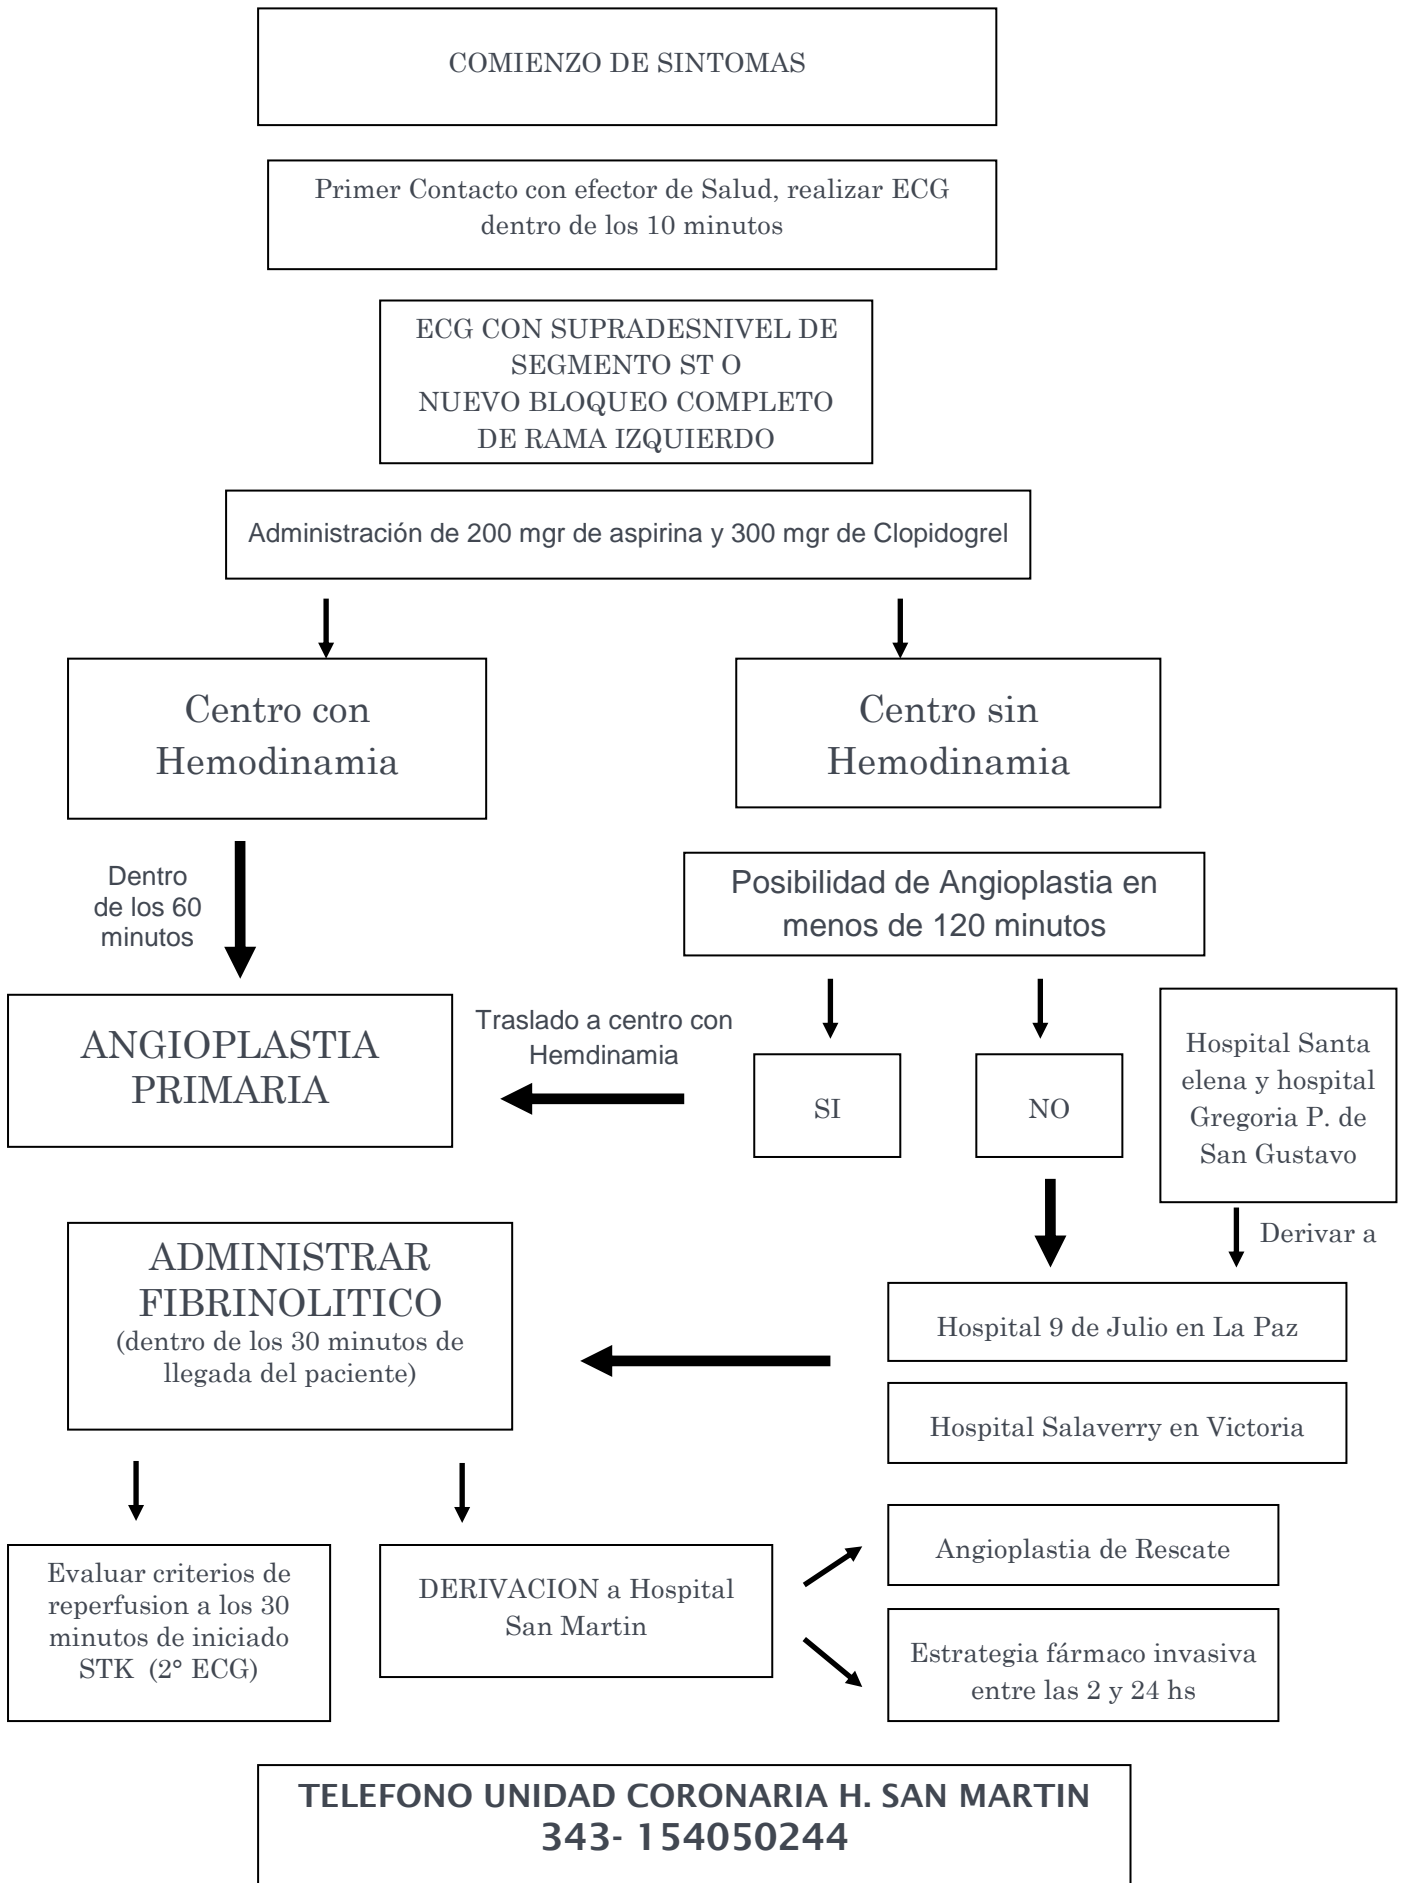 COMIENZO DE SINTOMAS
Primer Contacto con efector de Salud, realizar ECG
dentro de los 10 minutos
ECG CON SUPRADESNIVEL DE
SEGMENTO ST O
NUEVO BLOQUEO COMPLETO
DE RAMA IZQUIERDO
Administración de 200 mgr de aspirina y 300 mgr de Clopidogrel
Centro con
Hemodinamia
Centro sin
Hemodinamia
Dentro
de los 60
minutos
Posibilidad de Angioplastia en
menos de 120 minutos
ANGIOPLASTIA
PRIMARIA
Traslado a centro con
Hemdinamia
SI
NO
Hospital Santa
elena y hospital
Gregoria P. de
San Gustavo
Derivar a
ADMINISTRAR
FIBRINOLITICO
(dentro de los 30 minutos de
llegada del paciente)
Hospital 9 de Julio en La Paz
Hospital Salaverry en Victoria
Evaluar criterios de
reperfusion a los 30
minutos de iniciado
STK (2° ECG)
DERIVACION a Hospital
San Martin
Angioplastia de Rescate
Estrategia fármaco invasiva
entre las 2 y 24 hs
TELEFONO UNIDAD CORONARIA H. SAN MARTIN
343- 154050244